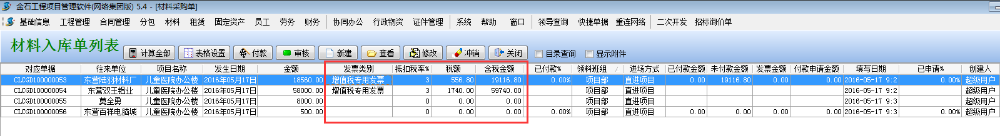 金石工程项目管理软件(网络集团版) 5.4 - [材料采购单]
基础信息 工程管理 合同管理 分包 材料 租赁 固定资产 员工 劳务 财务 协同办公 行政物资 证件管理 系统 帮助 窗口 领导查询 快捷单据 重连网络 二次开发 招标询价单
材料入库单列表 计算全部 表格设置 付款 审核 新建 查看 修改 冲销 关闭 目录查询 显示附件
对应单据 往来单位 项目名称 发生日期 金额 发票类别 抵扣税率% 税额 含税金额 已付款% 领料班组 / 进场方式 已付款金额 未付款金额 发票金额 付款申请金额 填写日期 已申请% 创建人
CLCGD100000053 东营陆羽材料厂 儿童医院办公楼 2016年05月17日 18560.00 增值税专用发票 3 556.80 19116.80 0.00% 项目部 直进项目 0.00 19116.80 0.00 0.00 2016-05-17 9:2 0.00% 超级用户
CLCGD100000054 东营双王铝业 儿童医院办公楼 2016年05月17日 58000.00 增值税专用发票 3 1740.00 59740.00 项目部 直进项目 2016-05-17 9:2 超级用户
CLCGD100000055 莫全勇 儿童医院办公楼 2016年05月17日 8000.00 0 0.00 0.00 项目部 直进项目 2016-05-17 9:3 超级用户
CLCGD100000056 东营百祥电脑城 儿童医院办公楼 2016年05月17日 500.00 0 0.00 0.00 0.00% 项目部 直进项目 0.00 0.00 0.00 0.00 2016-05-17 9:3 0.00% 超级用户